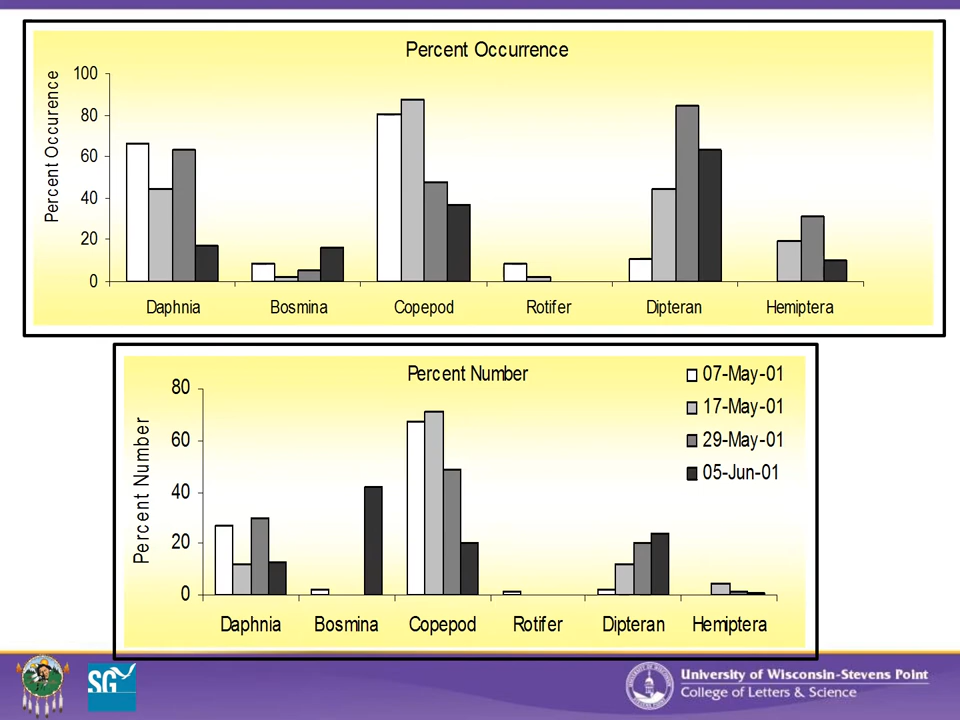 Percent Occurrence
Percent Occurence
100
80
60
40
20
0
Daphnia Bosmina Copepod Rotifer Dipteran Hemiptera
Percent Number
Percent Number
80
60
40
20
0
07-May-01
17-May-01
29-May-01
05-Jun-01
Daphnia Bosmina Copepod Rotifer Dipteran Hemiptera
SG
University of Wisconsin-Stevens Point
College of Letters & Science